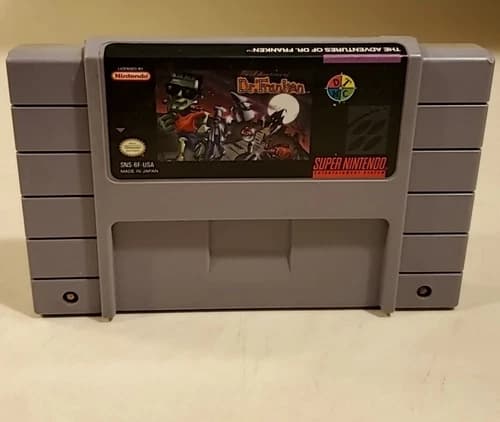 THE ADVENTURES OF DR. FRANKEN™
LICENSED BY
Nintendo
Dr. Franken
D
T
M
C
SNS-6F-USA
MADE IN JAPAN
SUPER NINTENDO
ENTERTAINMENT SYSTEM